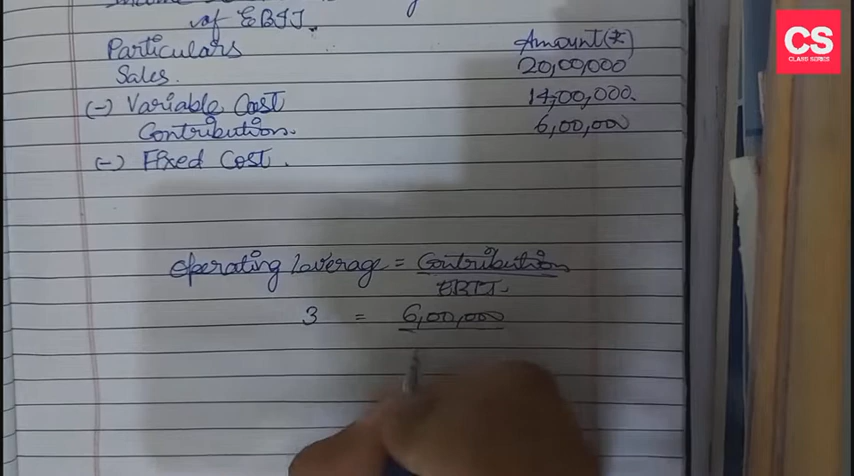 of EBIT.
Particulars Amount(₹)
Sales. 20,00,000
(-) Variable Cost 14,00,000.
Contribution. 6,00,000
(-) Fixed Cost.
Operating Leverage = Contribution
EBIT.
3 = 6,00,000
CS
CLASS SERIES